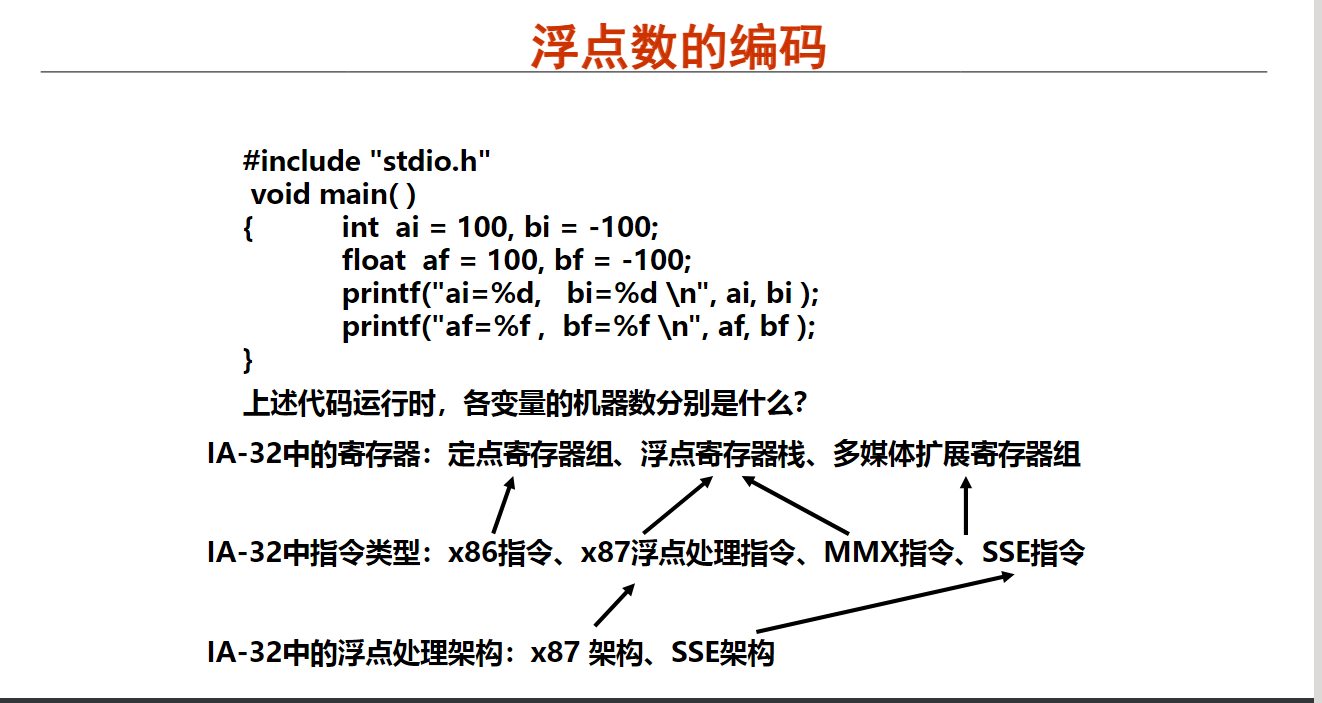 浮点数的编码
#include "stdio.h"
void main( )
{ int ai = 100, bi = -100;
float af = 100, bf = -100;
printf("ai=%d, bi=%d \n", ai, bi );
printf("af=%f , bf=%f \n", af, bf );
}
上述代码运行时，各变量的机器数分别是什么?
IA-32中的寄存器：定点寄存器组、浮点寄存器栈、多媒体扩展寄存器组
IA-32中指令类型：x86指令、x87浮点处理指令、MMX指令、SSE指令
IA-32中的浮点处理架构：x87 架构、SSE架构